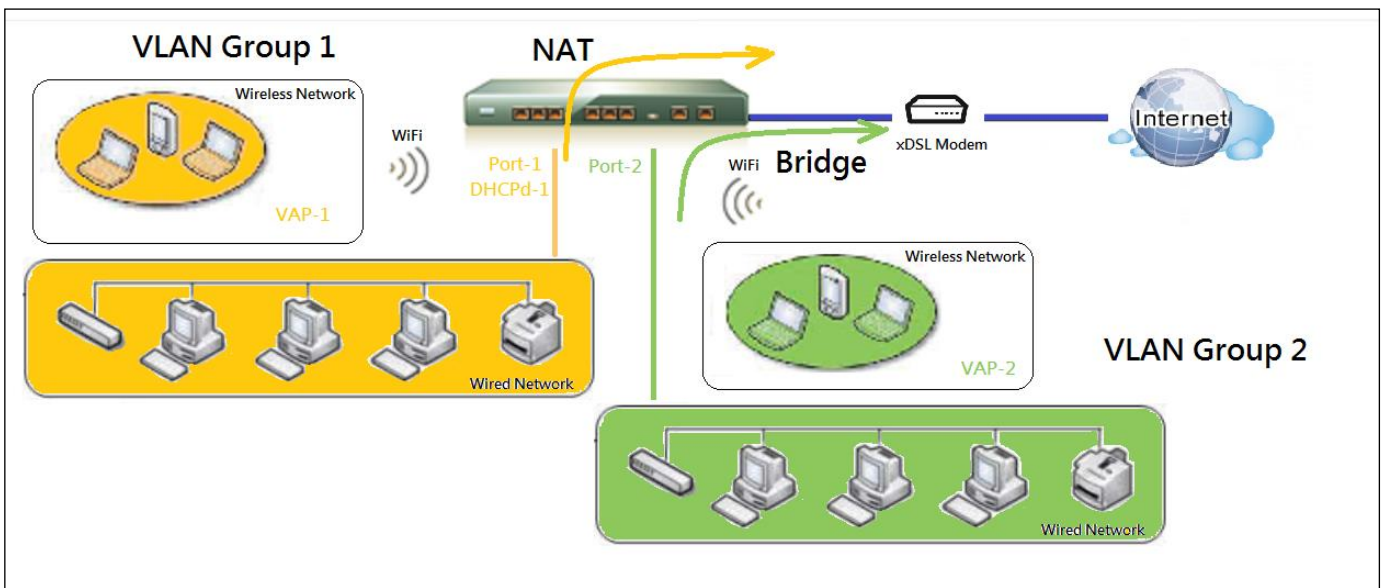 VLAN Group 1
NAT
Wireless Network
WiFi
VAP-1
Port-1
DHCPd-1
Port-2
WiFi
Bridge
xDSL Modem
Internet
Wired Network
Wireless Network
VAP-2
VLAN Group 2
Wired Network